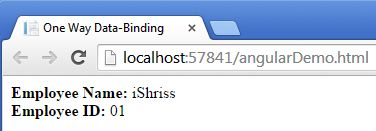 One Way Data-Binding
localhost:57841/angularDemo.html
Employee Name: iShriss
Employee ID: 01